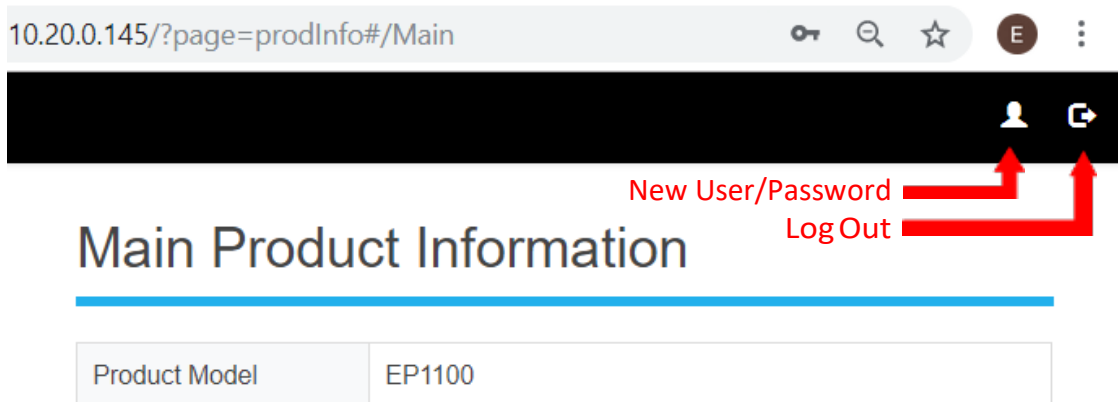 10.20.0.145/?page=prodInfo#/Main
E
New User/Password
Log Out
Main Product Information
Product Model EP1100